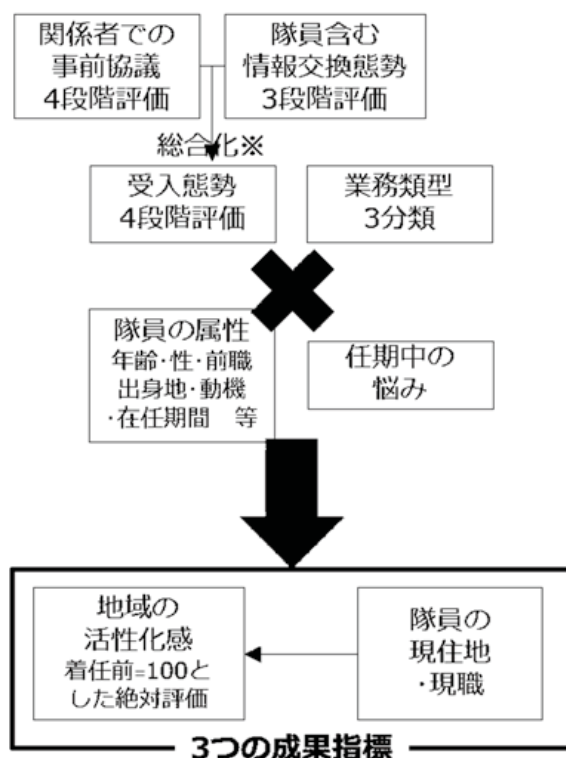 関係者での
事前協議
4段階評価
隊員含む
情報交換態勢
3段階評価
総合化※
受入態勢
4段階評価
業務類型
3分類
隊員の属性
年齢・性・前職
出身地・動機
・在任期間　等
任期中の
悩み
地域の
活性化感
着任前=100と
した絶対評価
隊員の
現住地
・現職
3つの成果指標